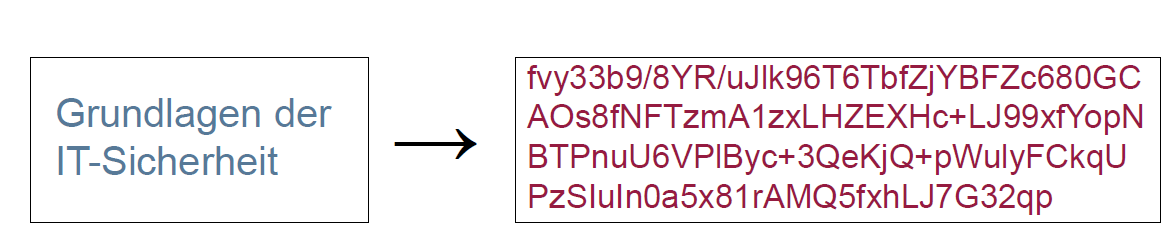 Grundlagen der
IT-Sicherheit
fvy33b9/8YR/uJlk96T6TbfZjYBFZc680GC
AOs8fNFTzmA1zxLHZEXHc+LJ99xfYopN
BTPnuU6VPlByc+3QeKjQ+pWulyFCkqU
PzSIuIn0a5x81rAMQ5fxhLJ7G32qp